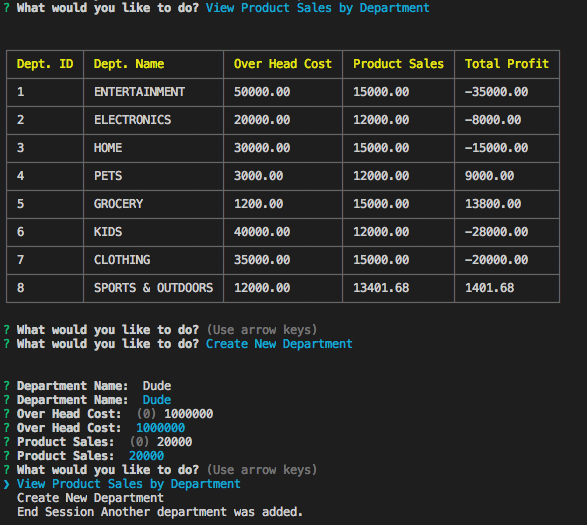 ? What would you like to do? View Product Sales by Department
Dept. ID Dept. Name Over Head Cost Product Sales Total Profit
1 ENTERTAINMENT 50000.00 15000.00 -35000.00
2 ELECTRONICS 20000.00 12000.00 -8000.00
3 HOME 30000.00 15000.00 -15000.00
4 PETS 3000.00 12000.00 9000.00
5 GROCERY 1200.00 15000.00 13800.00
6 KIDS 40000.00 12000.00 -28000.00
7 CLOTHING 35000.00 15000.00 -20000.00
8 SPORTS & OUTDOORS 12000.00 13401.68 1401.68
? What would you like to do? (Use arrow keys)
? What would you like to do? Create New Department
? Department Name: Dude
? Department Name: Dude
? Over Head Cost: (0) 1000000
? Over Head Cost: 1000000
? Product Sales: (0) 20000
? Product Sales: 20000
? What would you like to do? (Use arrow keys)
❯ View Product Sales by Department
Create New Department
End Session Another department was added.